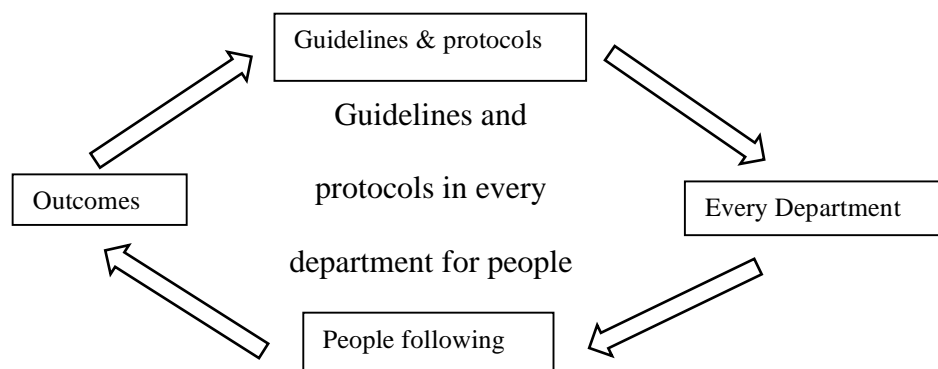 Guidelines & protocols
Guidelines and
protocols in every
department for people
Outcomes
Every Department
People following